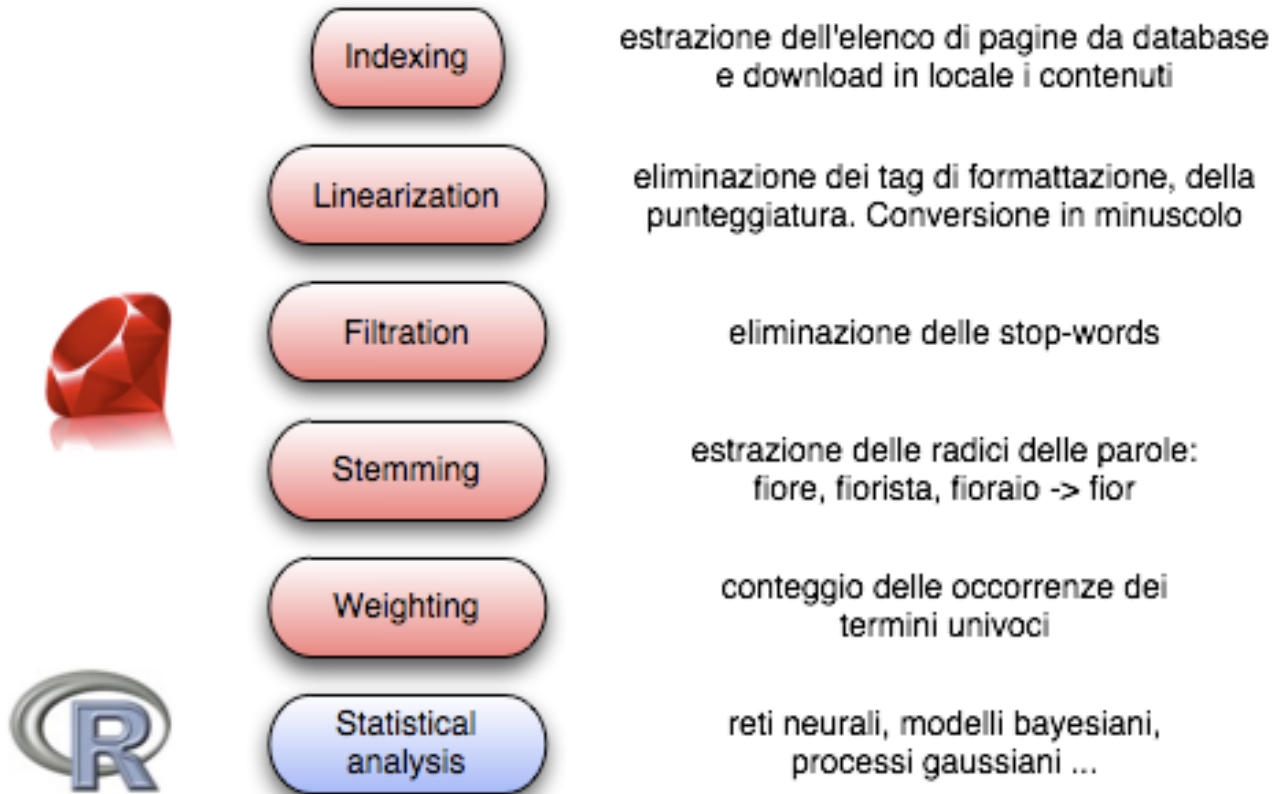 Indexing
estrazione dell'elenco di pagine da database
e download in locale i contenuti
Linearization
eliminazione dei tag di formattazione, della
punteggiatura. Conversione in minuscolo
Filtration
eliminazione delle stop-words
Stemming
estrazione delle radici delle parole:
fiore, fiorista, fioraio -> fior
Weighting
conteggio delle occorrenze dei
termini univoci
R
Statistical
analysis
reti neurali, modelli bayesiani,
processi gaussiani ...